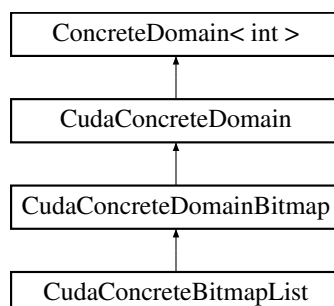 ConcreteDomain< int >
CudaConcreteDomain
CudaConcreteDomainBitmap
CudaConcreteBitmapList